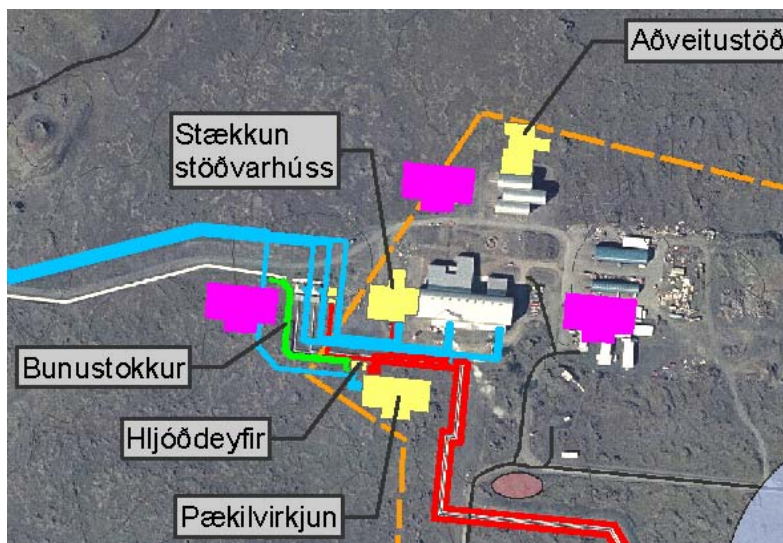 Aðveitustöð
Stækkun
stöðvarhúss
Bunustokkur
Hljóðdeyfir
Pækilvirkjun